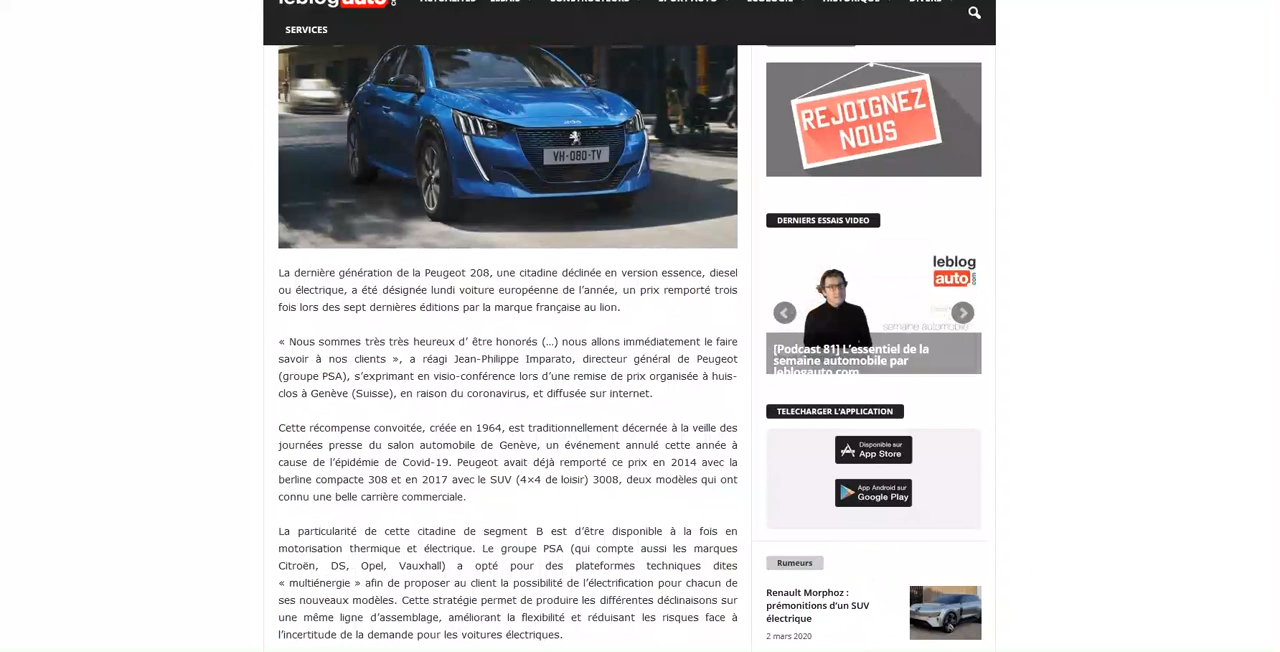 leblogauto
ACTUALITÉS ESSAIS CONSTRUCTEURS SPORT AUTO ECOLOGIE HISTORIQUE DIVERS
SERVICES
VH-080-TV
La dernière génération de la Peugeot 208, une citadine déclinée en version essence, diesel
ou électrique, a été désignée lundi voiture européenne de l’année, un prix remporté trois
fois lors des sept dernières éditions par la marque française au lion.
« Nous sommes très très heureux d’ être honorés (…) nous allons immédiatement le faire
savoir à nos clients », a réagi Jean-Philippe Imparato, directeur général de Peugeot
(groupe PSA), s’exprimant en visio-conférence lors d’une remise de prix organisée à huis-
clos à Genève (Suisse), en raison du coronavirus, et diffusée sur internet.
Cette récompense convoitée, créée en 1964, est traditionnellement décernée à la veille des
journées presse du salon automobile de Genève, un événement annulé cette année à
cause de l’épidémie de Covid-19. Peugeot avait déjà remporté ce prix en 2014 avec la
berline compacte 308 et en 2017 avec le SUV (4×4 de loisir) 3008, deux modèles qui ont
connu une belle carrière commerciale.
La particularité de cette citadine de segment B est d’être disponible à la fois en
motorisation thermique et électrique. Le groupe PSA (qui compte aussi les marques
Citroën, DS, Opel, Vauxhall) a opté pour des plateformes techniques dites
« multiénergie » afin de proposer au client la possibilité de l’électrification pour chacun de
ses nouveaux modèles. Cette stratégie permet de produire les différentes déclinaisons sur
une même ligne d’assemblage, améliorant la flexibilité et réduisant les risques face à
l’incertitude de la demande pour les voitures électriques.
REJOIGNEZ
NOUS
DERNIERS ESSAIS VIDEO
leblog
auto.com
semaine automobile
[Podcast 81] L’essentiel de la
semaine automobile par
leblogauto.com
TELECHARGER L’APPLICATION
Disponible sur
App Store
App Android sur
Google Play
Rumeurs
Renault Morphoz :
prémonitions d’un SUV
électrique
2 mars 2020